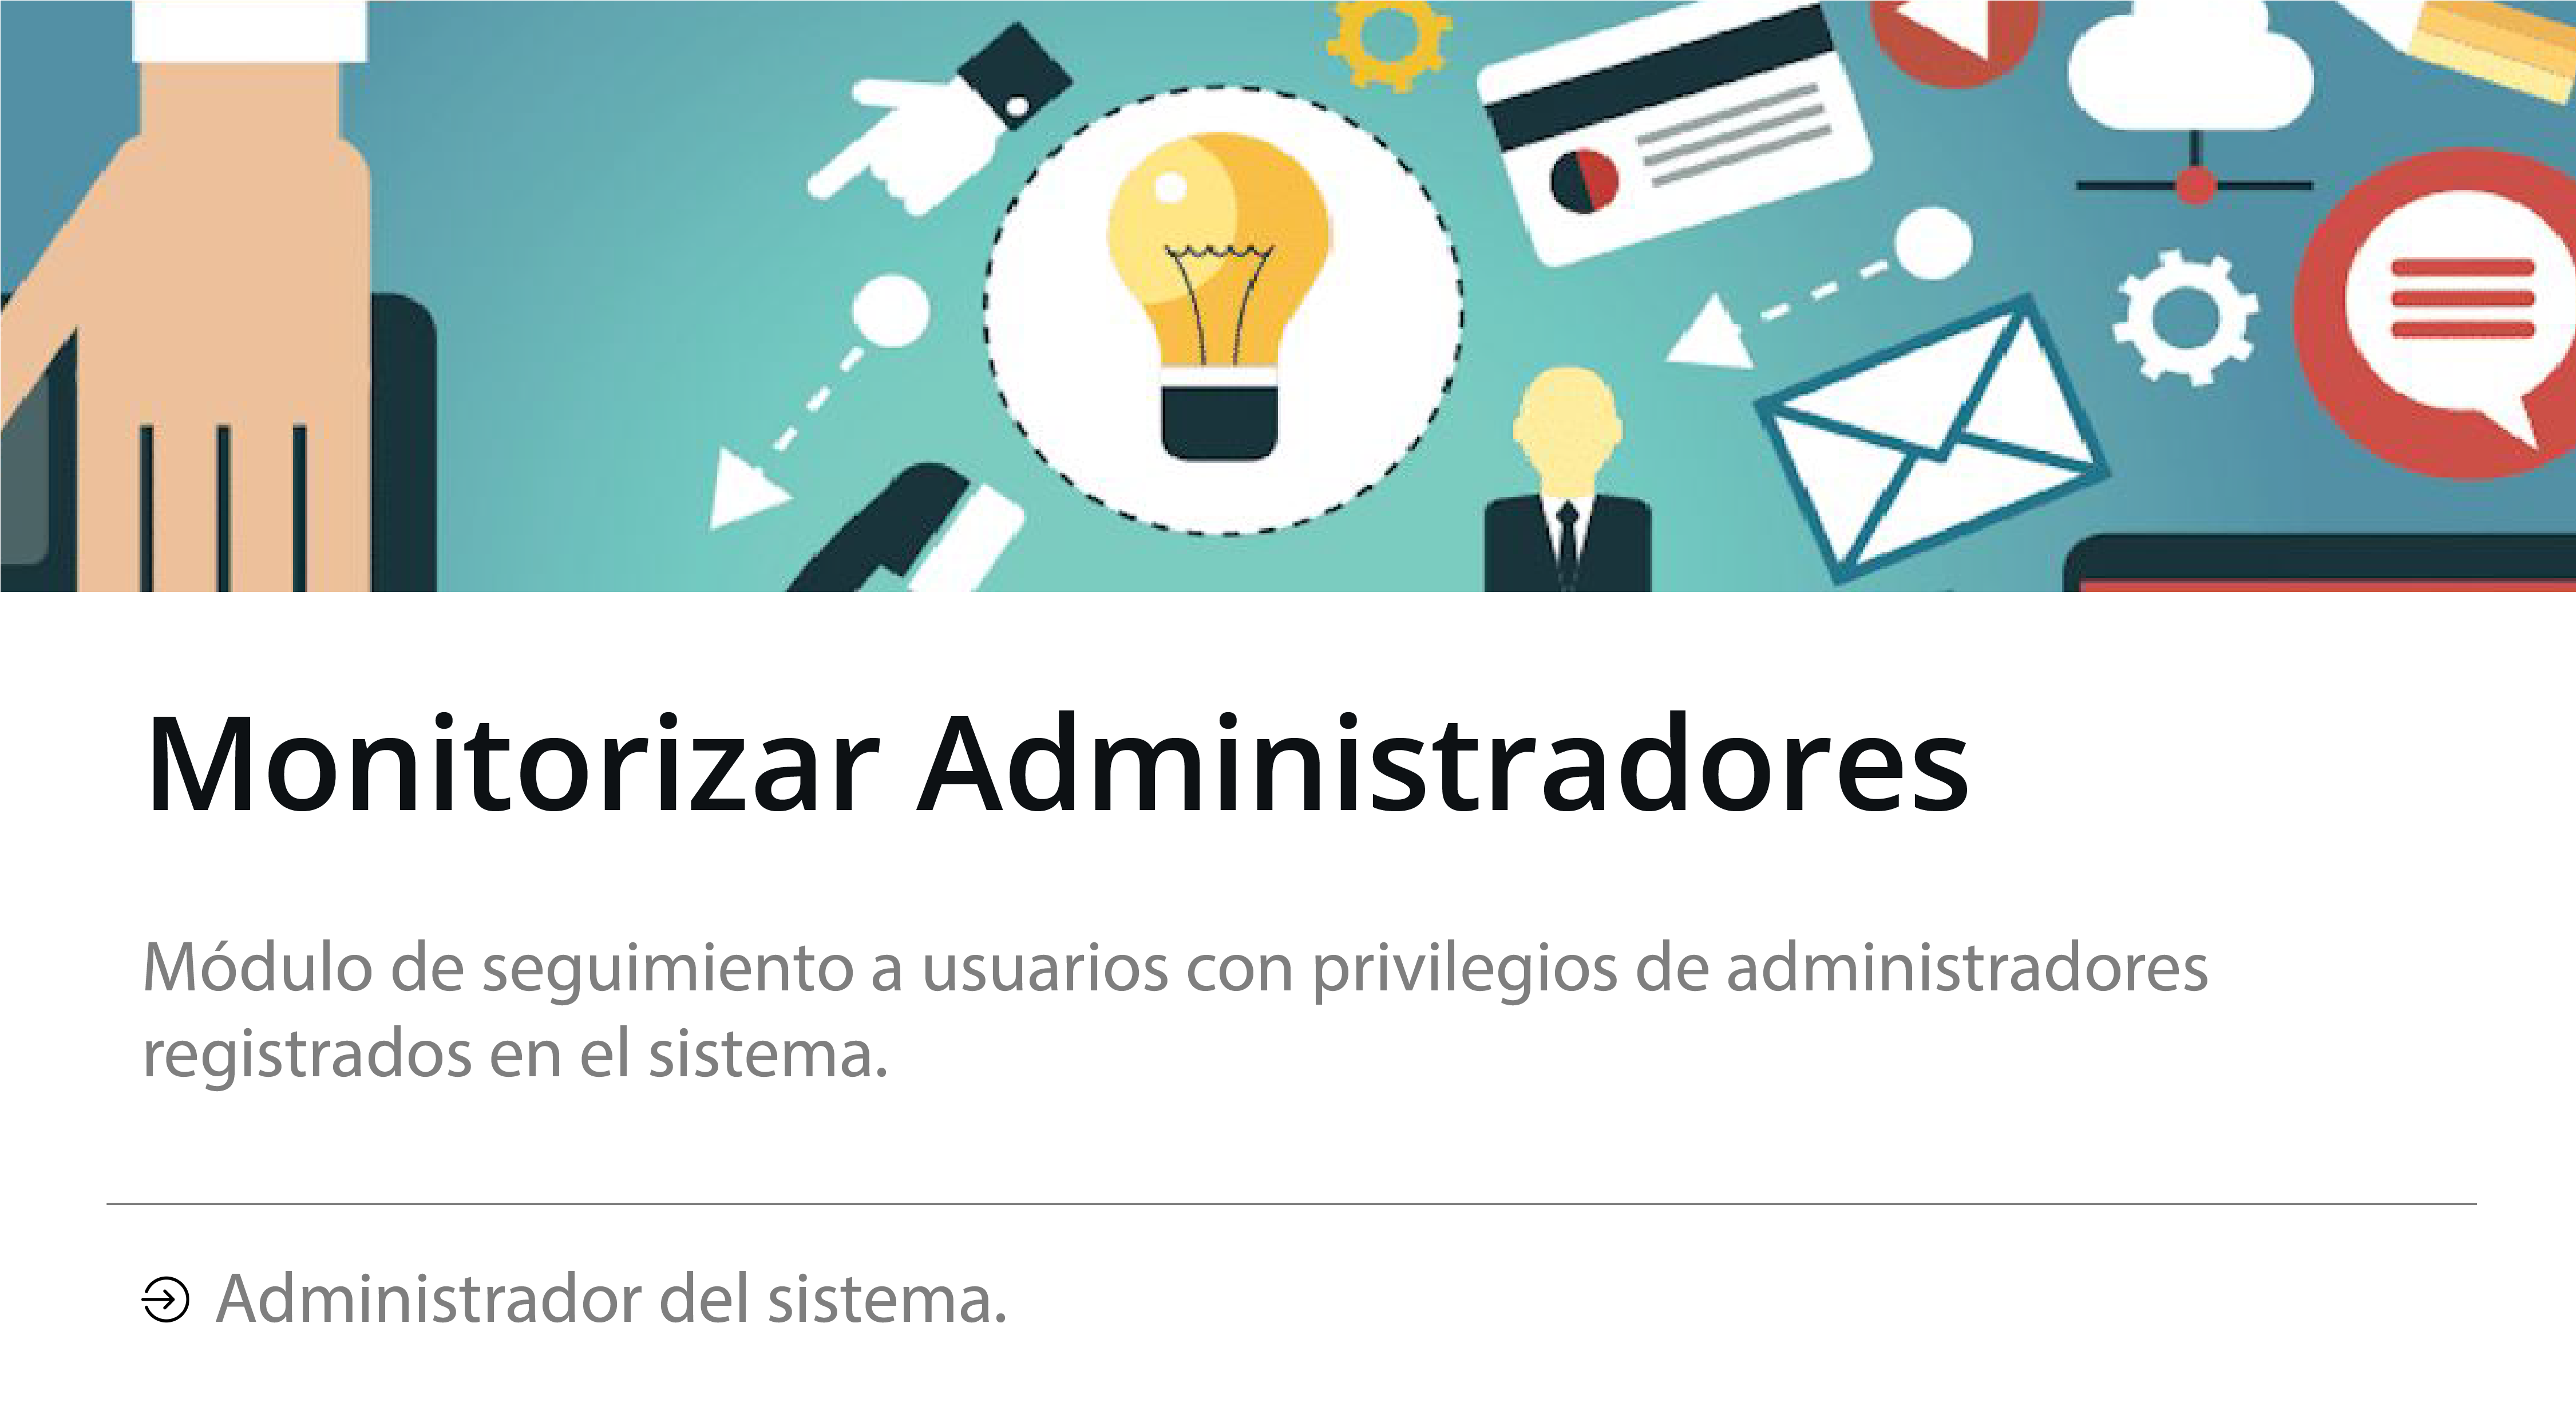 Monitorizar Administradores
Módulo de seguimiento a usuarios con privilegios de administradores
registrados en el sistema.
Administrador del sistema.